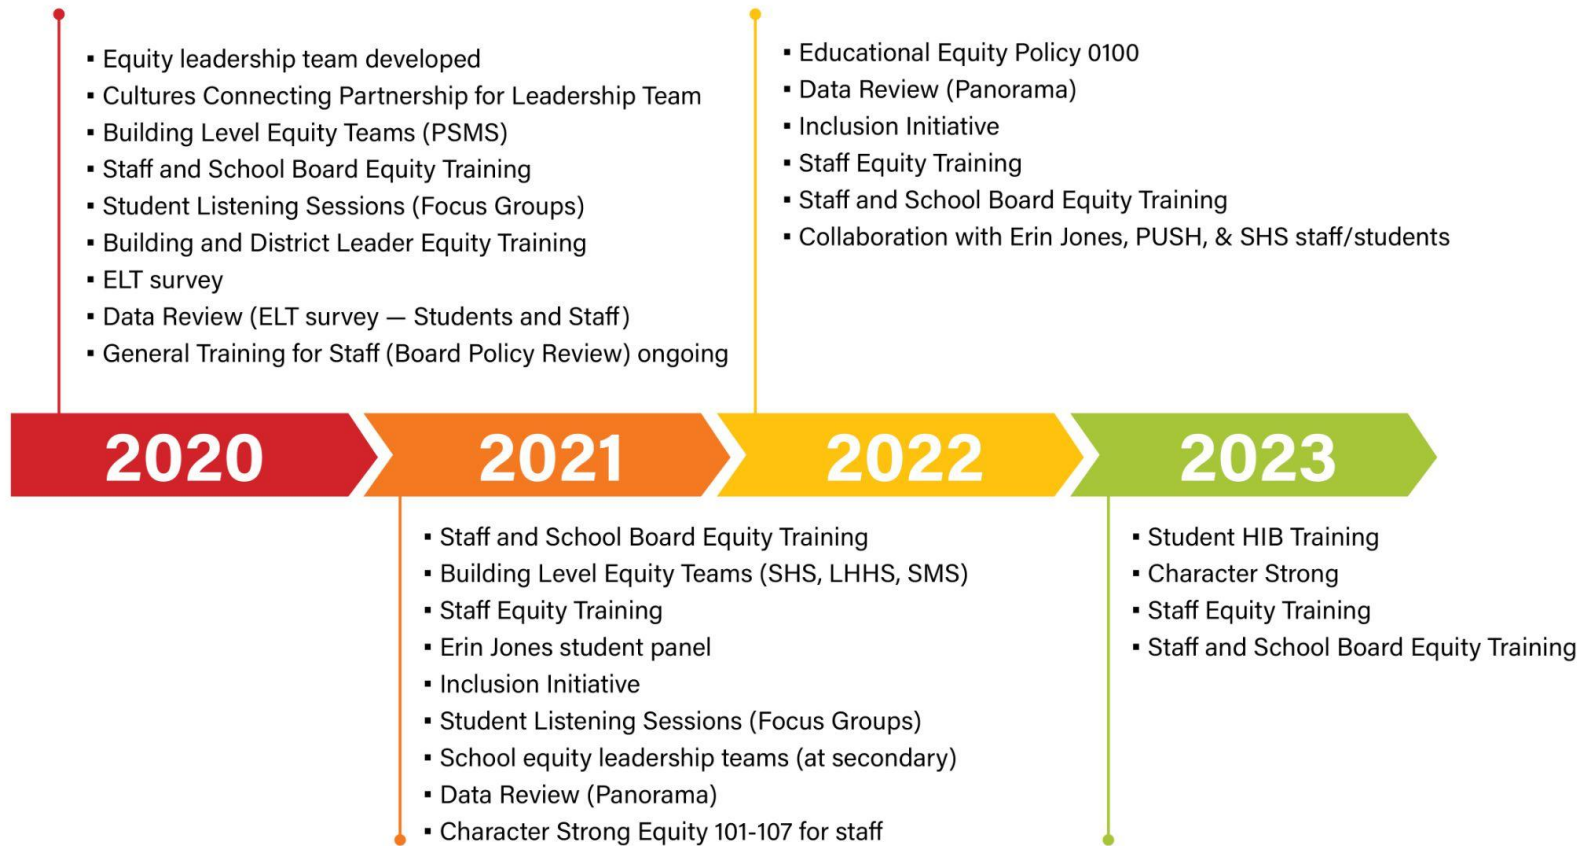 ▪ Equity leadership team developed
▪ Cultures Connecting Partnership for Leadership Team
▪ Building Level Equity Teams (PSMS)
▪ Staff and School Board Equity Training
▪ Student Listening Sessions (Focus Groups)
▪ Building and District Leader Equity Training
▪ ELT survey
▪ Data Review (ELT survey — Students and Staff)
▪ General Training for Staff (Board Policy Review) ongoing
▪ Educational Equity Policy 0100
▪ Data Review (Panorama)
▪ Inclusion Initiative
▪ Staff Equity Training
▪ Staff and School Board Equity Training
▪ Collaboration with Erin Jones, PUSH, & SHS staff/students
2020
2021
2022
2023
▪ Staff and School Board Equity Training
▪ Building Level Equity Teams (SHS, LHHS, SMS)
▪ Staff Equity Training
▪ Erin Jones student panel
▪ Inclusion Initiative
▪ Student Listening Sessions (Focus Groups)
▪ School equity leadership teams (at secondary)
▪ Data Review (Panorama)
▪ Character Strong Equity 101-107 for staff
▪ Student HIB Training
▪ Character Strong
▪ Staff Equity Training
▪ Staff and School Board Equity Training